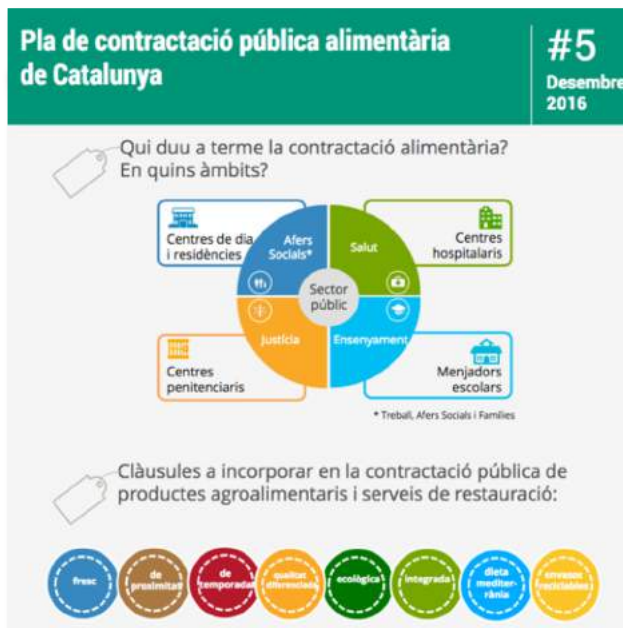 Pla de contractació pública alimentària
de Catalunya
#5
Desembre
2016
Qui duu a terme la contractació alimentària?
En quins àmbits?
Centres de dia
i residències
Afers
Socials*
Salut
Centres
hospitalaris
Sector
públic
Justícia
Ensenyament
Centres
penitenciaris
Menjadors
escolars
* Treball, Afers Socials i Famílies
Clàusules a incorporar en la contractació pública de
productes agroalimentaris i serveis de restauració:
fresc
de
proximitat
de
temporada
qualitat
diferenciada
ecològica
integrada
dieta
mediter-
rània
envasos
reciclables